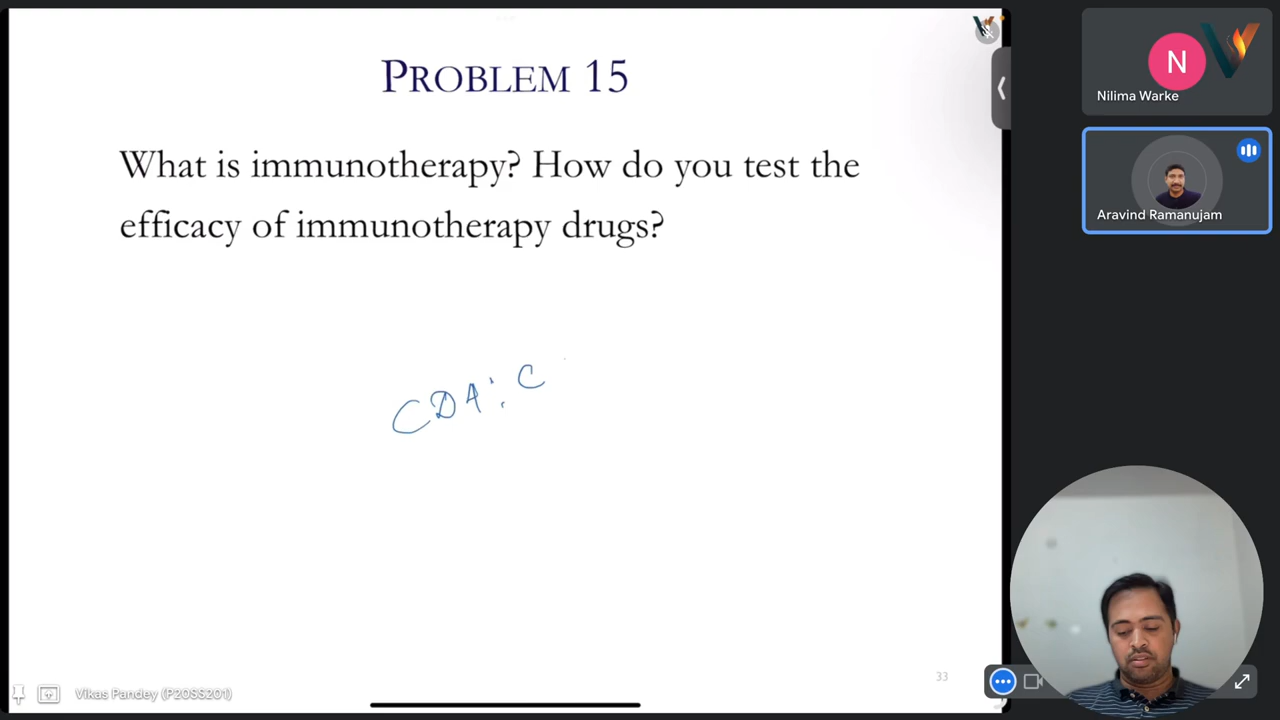 PROBLEM 15
What is immunotherapy? How do you test the
efficacy of immunotherapy drugs?
CDA: C
33
Vikas Pandey (P20SS201)
N
Nilima Warke
Aravind Ramanujam